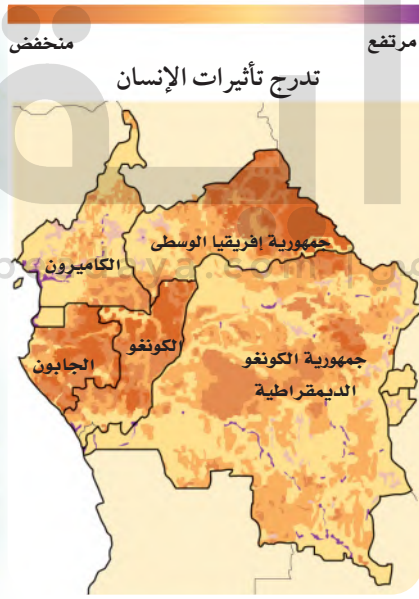 مرتفع منخفض
تدرج تأثيرات الإنسان
جمهورية إفريقيا الوسطى
الكاميرون
الكونغو
الجابون
جمهورية الكونغو
الديمقراطية